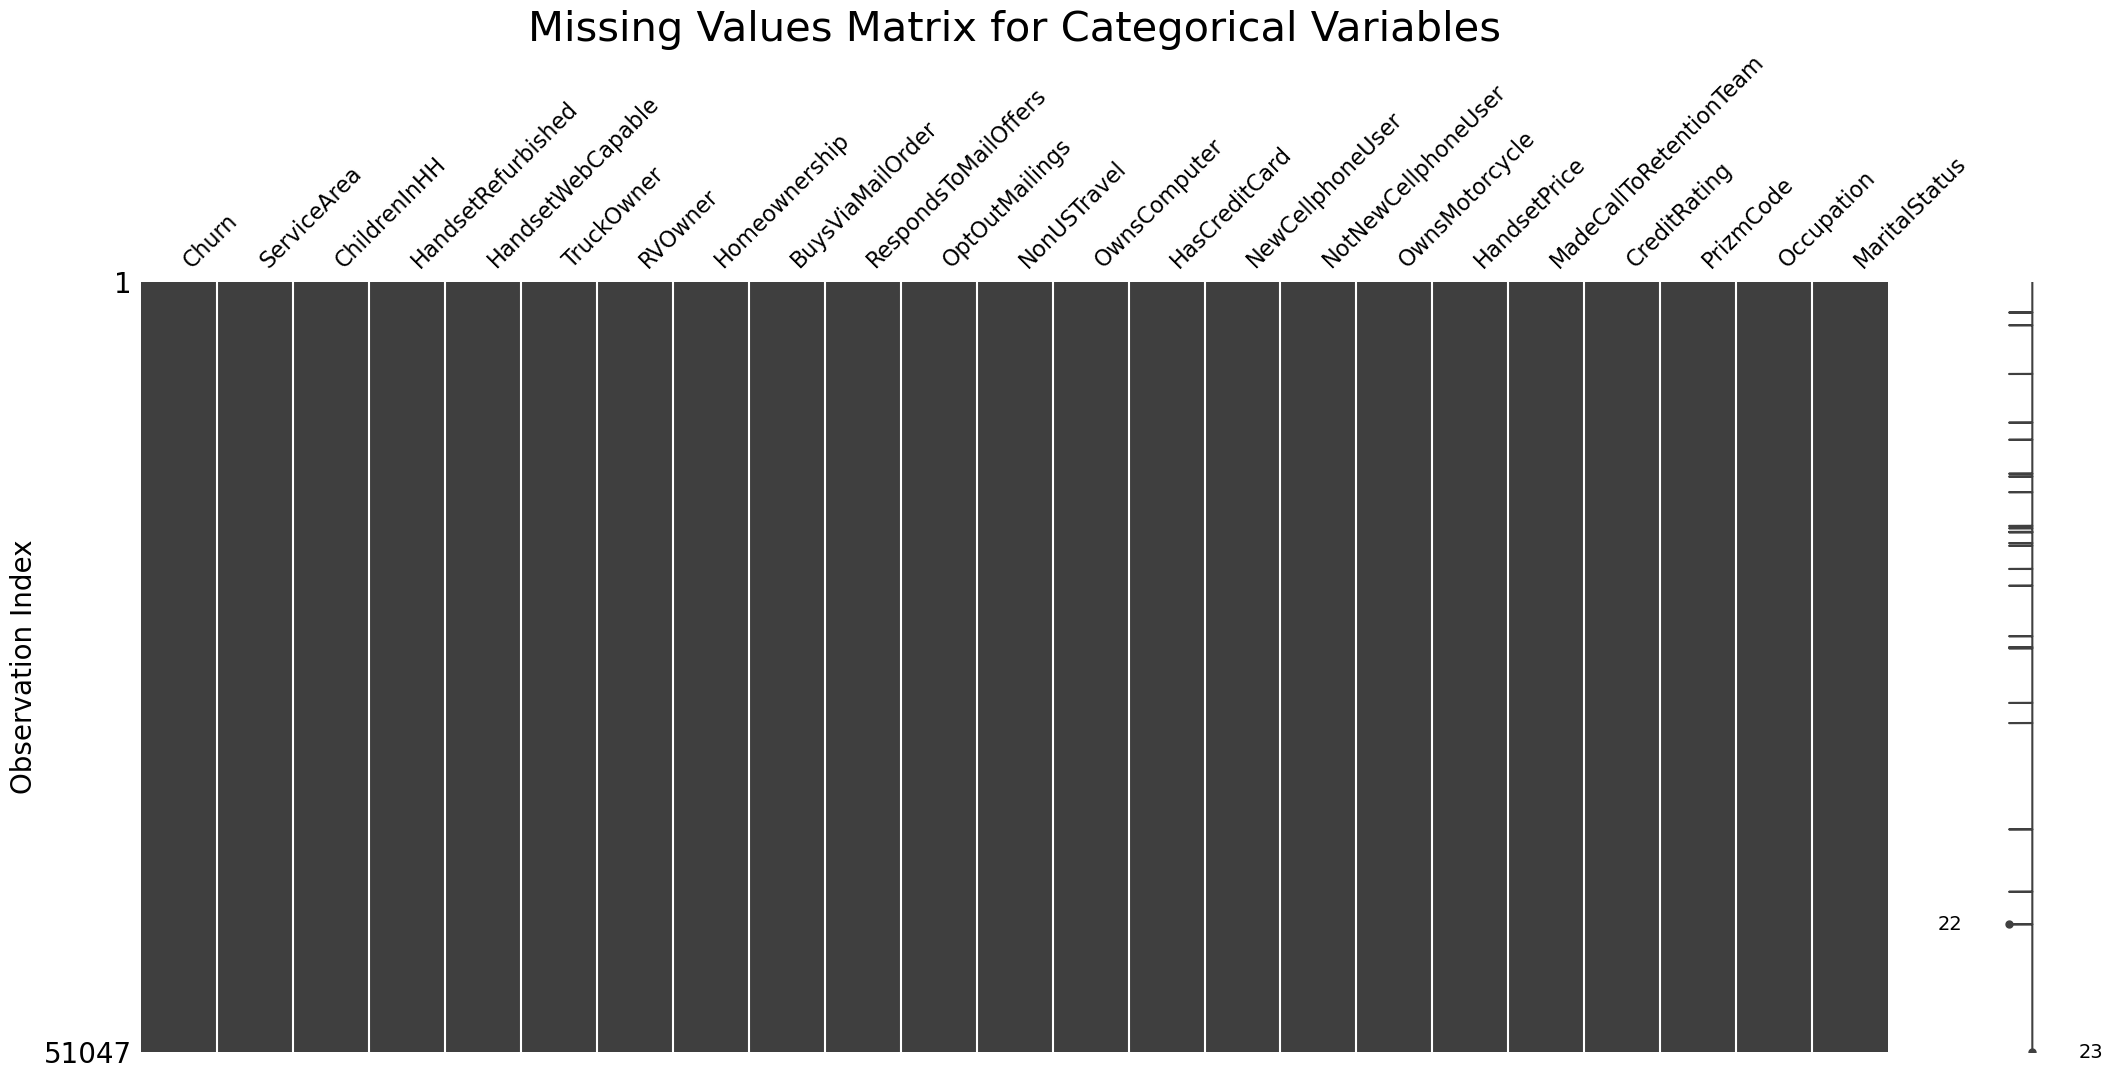 Missing Values Matrix for Categorical Variables
Churn
ServiceArea
ChildrenInHH
HandsetRefurbished
HandsetWebCapable
TruckOwner
RVOwner
Homeownership
BuysViaMailOrder
RespondsToMailOffers
OptOutMailings
NonUSTravel
OwnsComputer
HasCreditCard
NewCellphoneUser
NotNewCellphoneUser
OwnsMotorcycle
HandsetPrice
MadeCallToRetentionTeam
CreditRating
PrizmCode
Occupation
MaritalStatus
1
Observation Index
22
51047
23